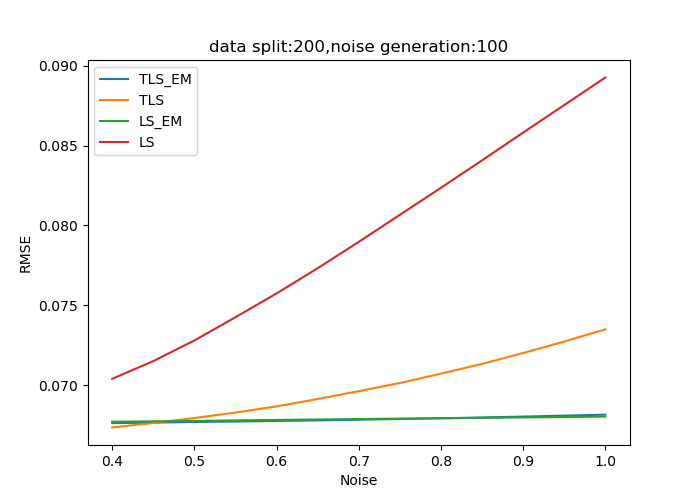 data split:200,noise generation:100
TLS_EM
TLS
LS_EM
LS
0.090
0.085
0.080
0.075
0.070
RMSE
0.4 0.5 0.6 0.7 0.8 0.9 1.0
Noise